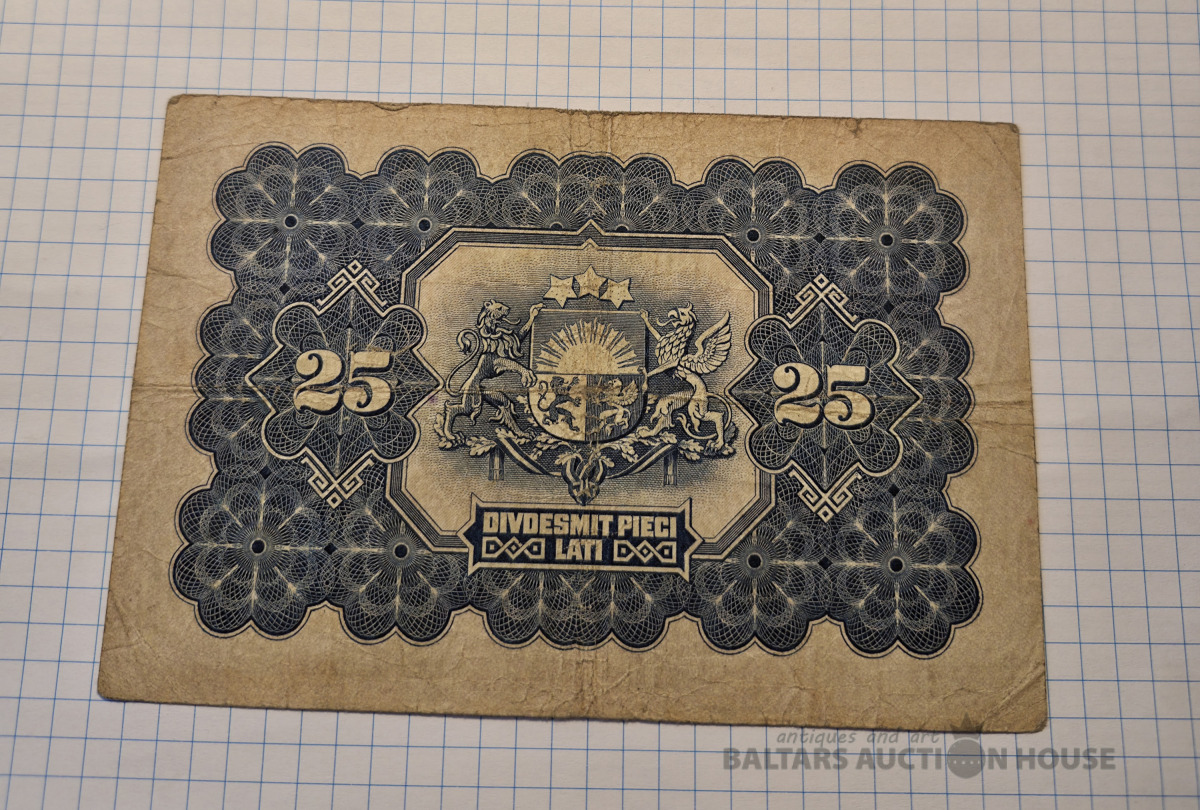 25
25
DIVDESMIT PIECI
LATI
antiques and art
BALTARS AUCTION HOUSE